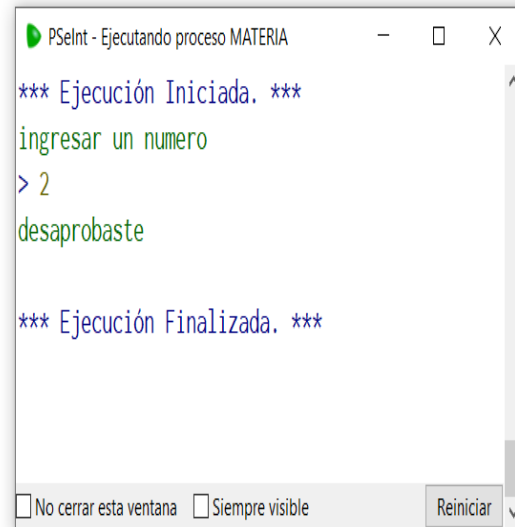 PSeInt - Ejecutando proceso MATERIA
*** Ejecución Iniciada. ***
ingresar un numero
> 2
desaprobaste
*** Ejecución Finalizada. ***
No cerrar esta ventana Siempre visible Reiniciar